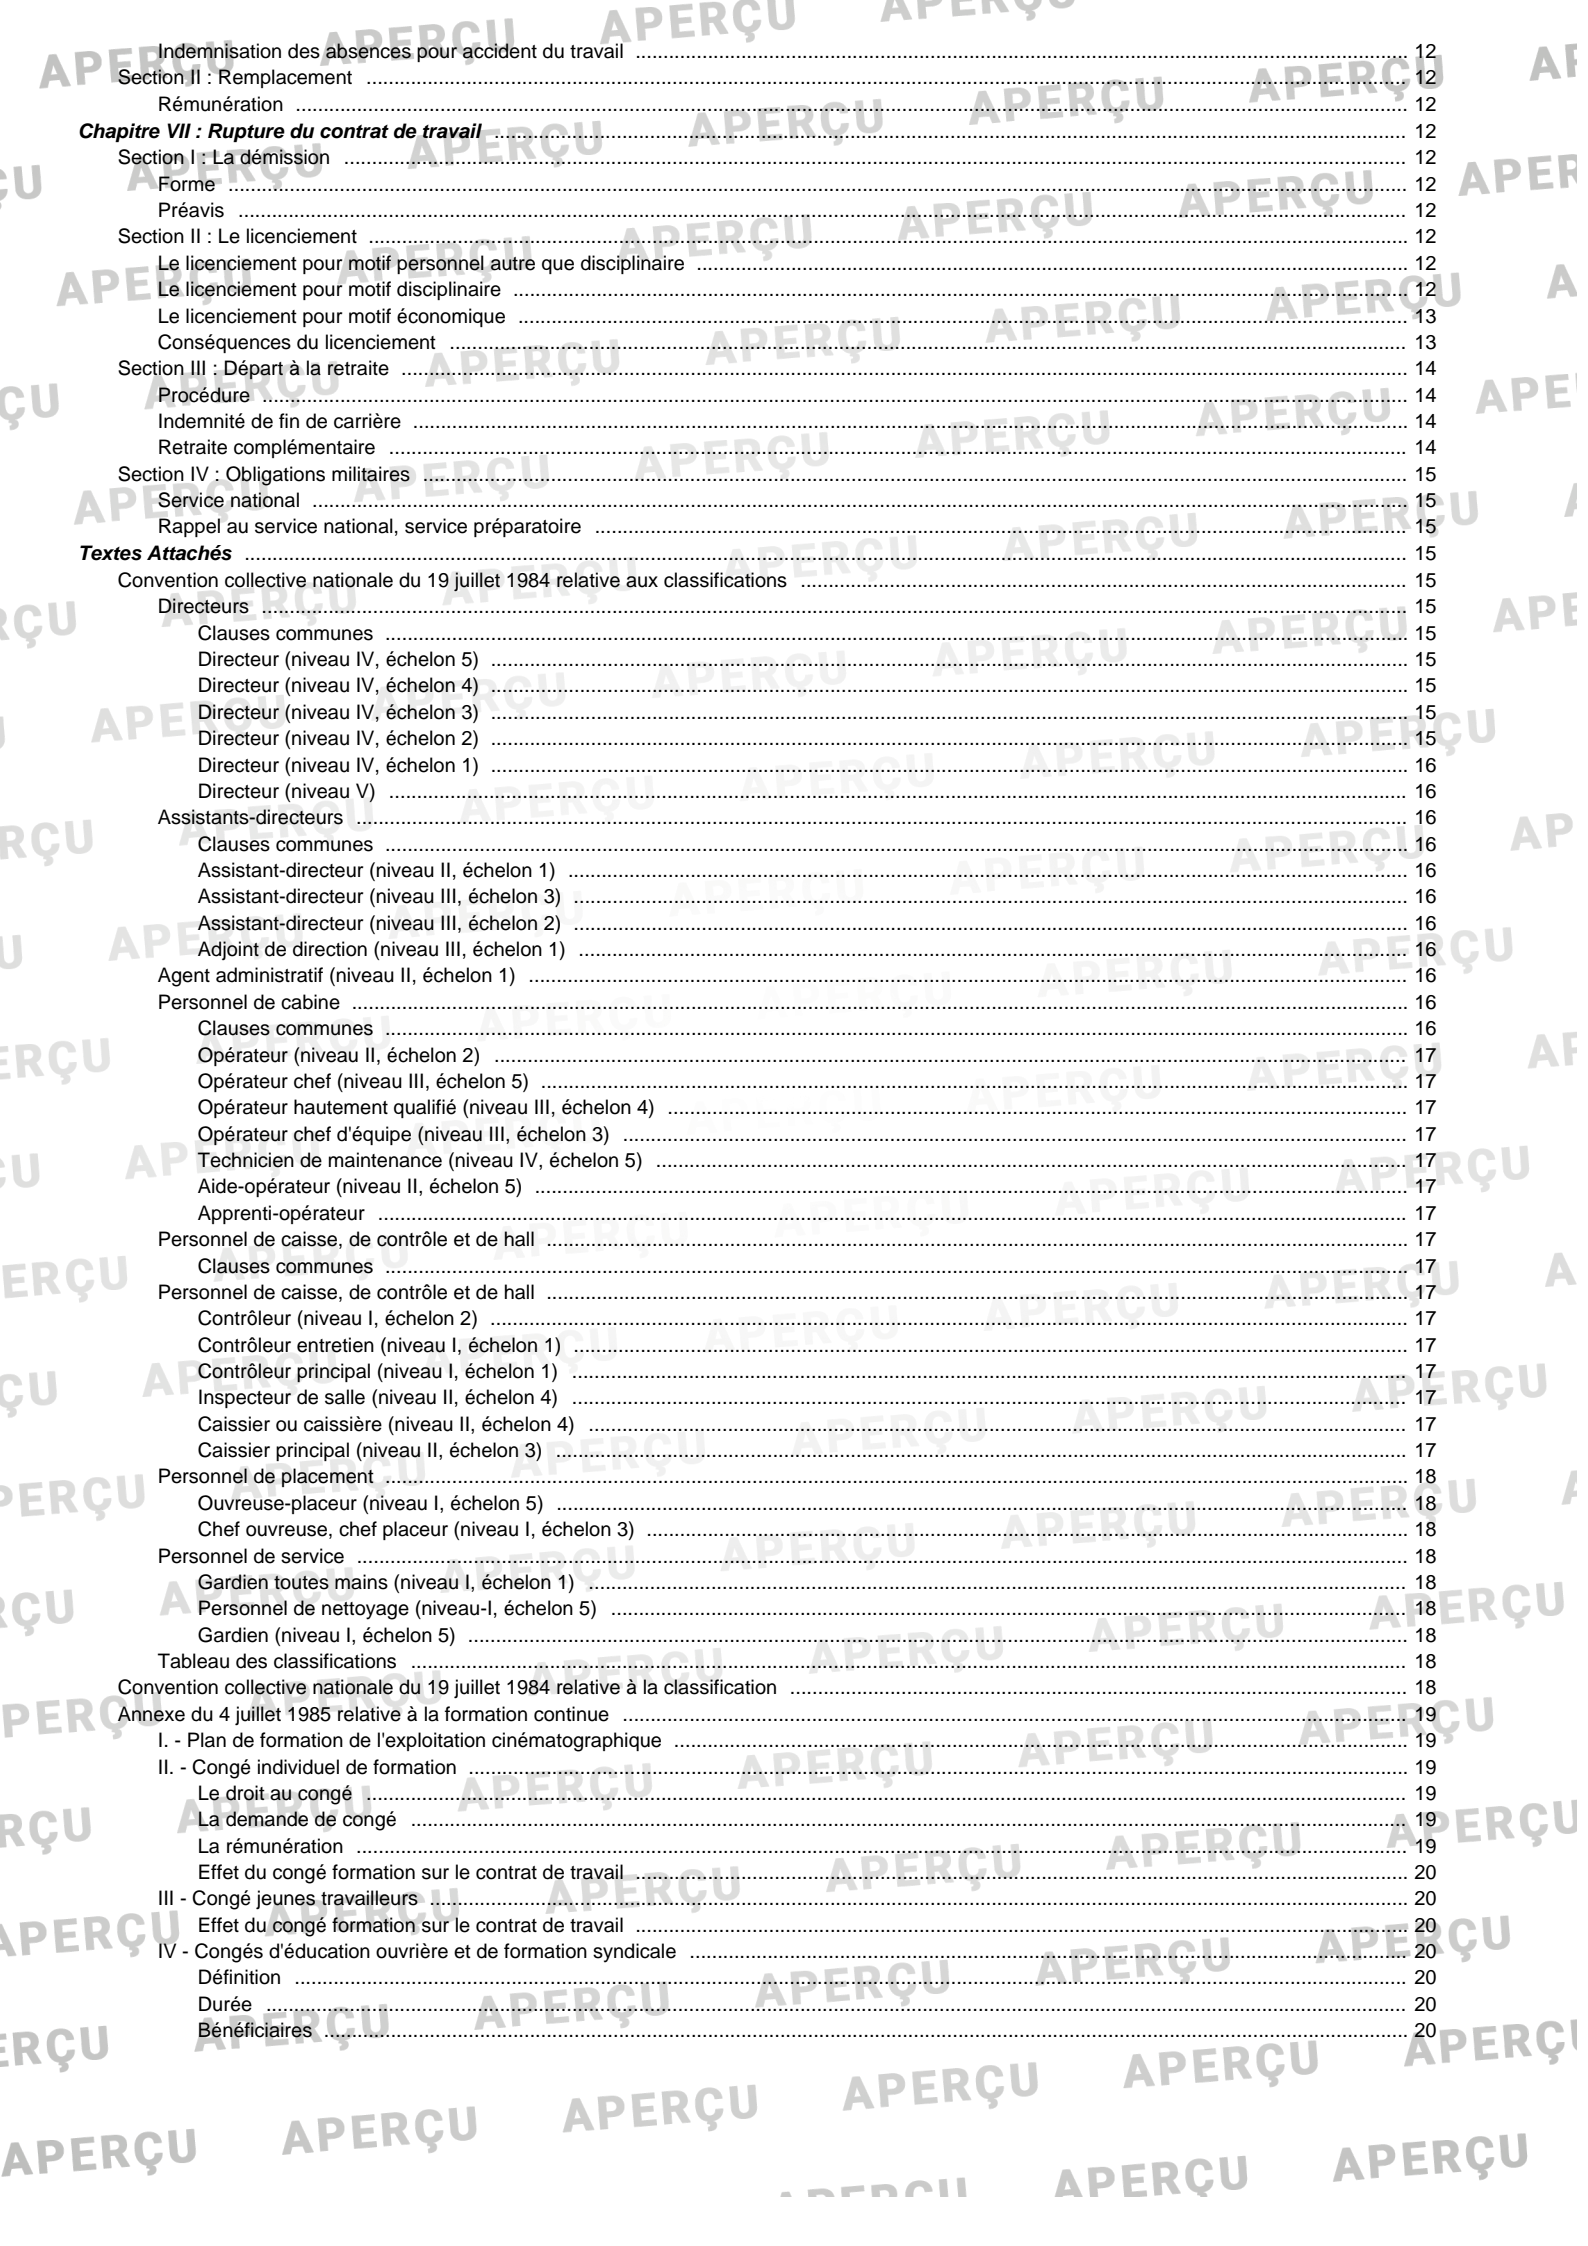 Indemnisation des absences pour accident du travail ... 12
Section II : Remplacement ... 12
Rémunération ... 12
Chapitre VII : Rupture du contrat de travail ... 12
Section I : La démission ... 12
Forme ... 12
Préavis ... 12
Section II : Le licenciement ... 12
Le licenciement pour motif personnel autre que disciplinaire ... 12
Le licenciement pour motif disciplinaire ... 12
Le licenciement pour motif économique ... 13
Conséquences du licenciement ... 13
Section III : Départ à la retraite ... 14
Procédure ... 14
Indemnité de fin de carrière ... 14
Retraite complémentaire ... 14
Section IV : Obligations militaires ... 15
Service national ... 15
Rappel au service national, service préparatoire ... 15
Textes Attachés ... 15
Convention collective nationale du 19 juillet 1984 relative aux classifications ... 15
Directeurs ... 15
Clauses communes ... 15
Directeur (niveau IV, échelon 5) ... 15
Directeur (niveau IV, échelon 4) ... 15
Directeur (niveau IV, échelon 3) ... 15
Directeur (niveau IV, échelon 2) ... 15
Directeur (niveau IV, échelon 1) ... 16
Directeur (niveau V) ... 16
Assistants-directeurs ... 16
Clauses communes ... 16
Assistant-directeur (niveau II, échelon 1) ... 16
Assistant-directeur (niveau III, échelon 3) ... 16
Assistant-directeur (niveau III, échelon 2) ... 16
Adjoint de direction (niveau III, échelon 1) ... 16
Agent administratif (niveau II, échelon 1) ... 16
Personnel de cabine ... 16
Clauses communes ... 16
Opérateur (niveau II, échelon 2) ... 17
Opérateur chef (niveau III, échelon 5) ... 17
Opérateur hautement qualifié (niveau III, échelon 4) ... 17
Opérateur chef d'équipe (niveau III, échelon 3) ... 17
Technicien de maintenance (niveau IV, échelon 5) ... 17
Aide-opérateur (niveau II, échelon 5) ... 17
Apprenti-opérateur ... 17
Personnel de caisse, de contrôle et de hall ... 17
Clauses communes ... 17
Personnel de caisse, de contrôle et de hall ... 17
Contrôleur (niveau I, échelon 2) ... 17
Contrôleur entretien (niveau I, échelon 1) ... 17
Contrôleur principal (niveau I, échelon 1) ... 17
Inspecteur de salle (niveau II, échelon 4) ... 17
Caissier ou caissière (niveau II, échelon 4) ... 17
Caissier principal (niveau II, échelon 3) ... 17
Personnel de placement ... 18
Ouvreuse-placeur (niveau I, échelon 5) ... 18
Chef ouvreuse, chef placeur (niveau I, échelon 3) ... 18
Personnel de service ... 18
Gardien toutes mains (niveau I, échelon 1) ... 18
Personnel de nettoyage (niveau-I, échelon 5) ... 18
Gardien (niveau I, échelon 5) ... 18
Tableau des classifications ... 18
Convention collective nationale du 19 juillet 1984 relative à la classification ... 18
Annexe du 4 juillet 1985 relative à la formation continue ... 19
I. - Plan de formation de l'exploitation cinématographique ... 19
II. - Congé individuel de formation ... 19
Le droit au congé ... 19
La demande de congé ... 19
La rémunération ... 19
Effet du congé formation sur le contrat de travail ... 20
III - Congé jeunes travailleurs ... 20
Effet du congé formation sur le contrat de travail ... 20
IV - Congés d'éducation ouvrière et de formation syndicale ... 20
Définition ... 20
Durée ... 20
Bénéficiaires ... 20
APERÇU